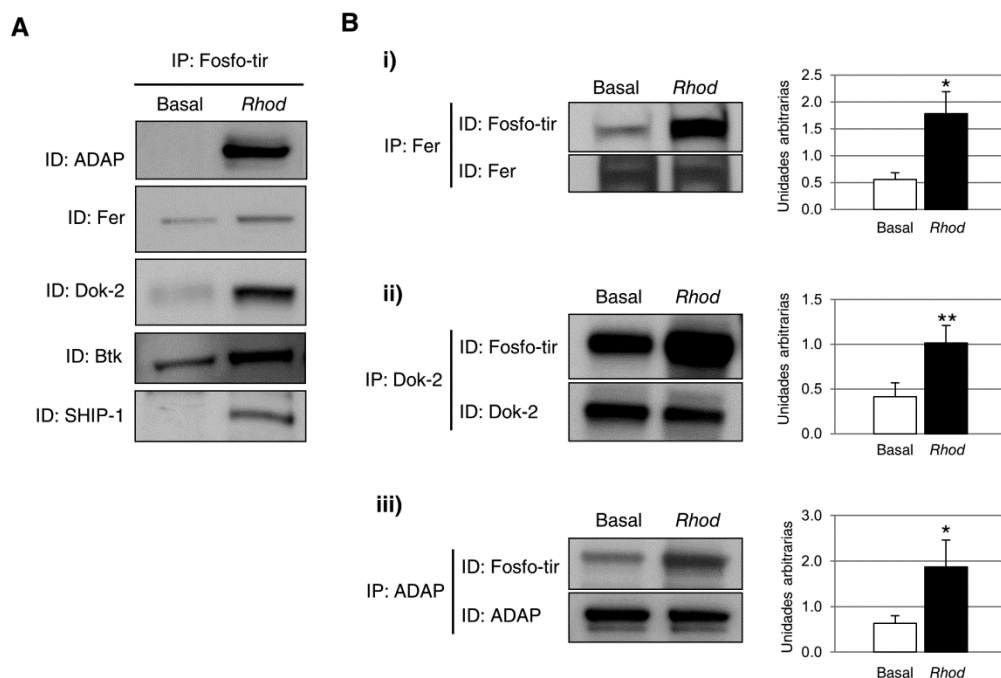 A
IP: Fosfo-tir
Basal Rhod
ID: ADAP
ID: Fer
ID: Dok-2
ID: Btk
ID: SHIP-1
B
i)
Basal Rhod
IP: Fer
ID: Fosfo-tir
ID: Fer
Unidades arbitrarias
2.5
2.0
1.5
1.0
0.5
0.0
*
Basal Rhod
ii)
Basal Rhod
IP: Dok-2
ID: Fosfo-tir
ID: Dok-2
Unidades arbitrarias
1.5
1.0
0.5
0.0
**
Basal Rhod
iii)
Basal Rhod
IP: ADAP
ID: Fosfo-tir
ID: ADAP
Unidades arbitrarias
3.0
2.0
1.0
0.0
*
Basal Rhod